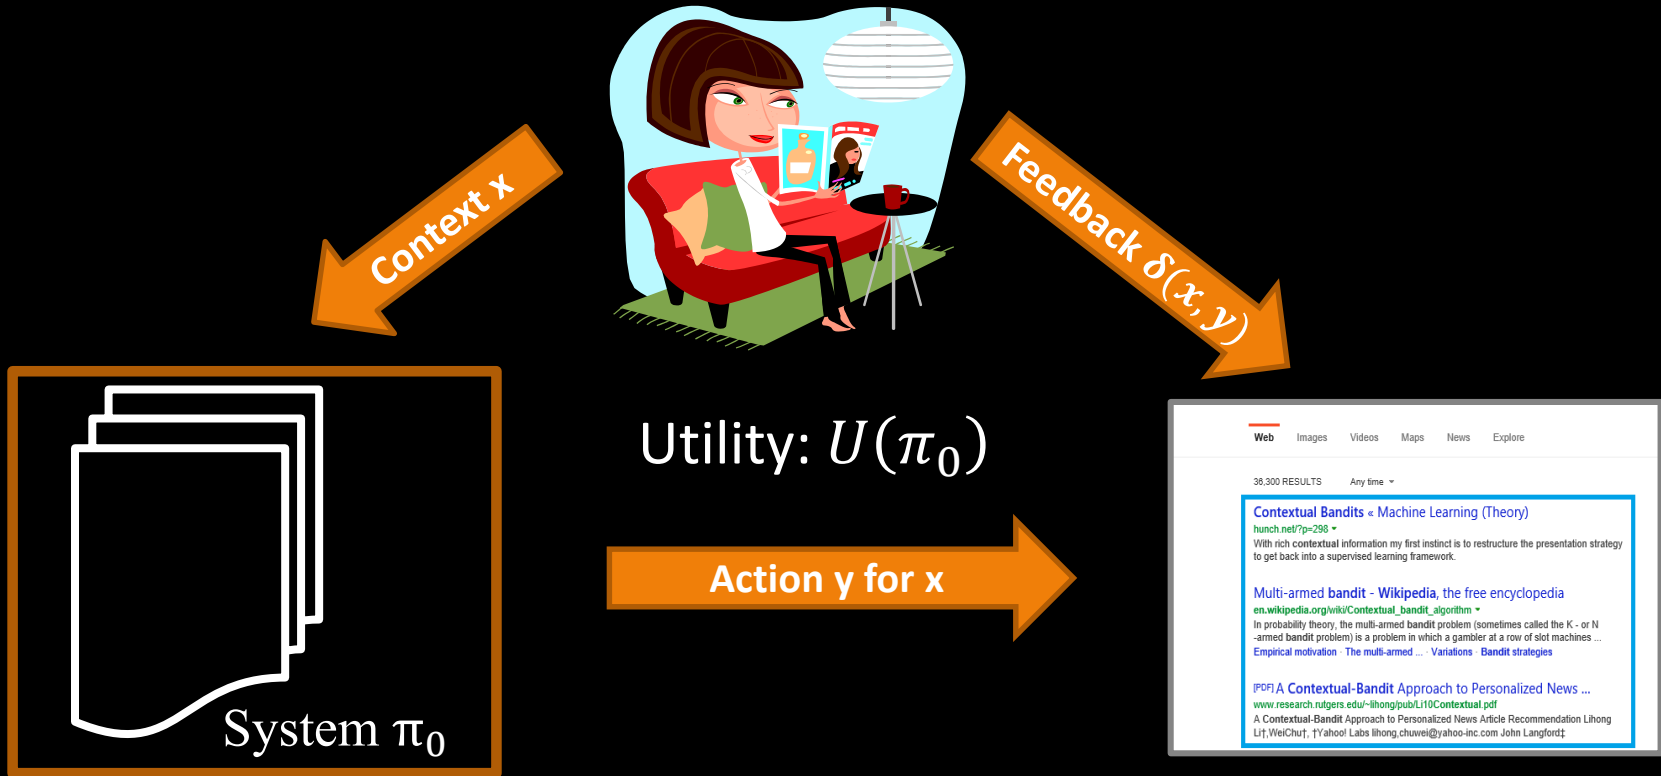 Context x
Feedback δ(x, y)
Utility: U(π₀)
Action y for x
System π₀
Web Images Videos Maps News Explore
36,300 RESULTS Any time
Contextual Bandits « Machine Learning (Theory)
hunch.net/?p=298
With rich contextual information my first instinct is to restructure the presentation strategy
to get back into a supervised learning framework.
Multi-armed bandit - Wikipedia, the free encyclopedia
en.wikipedia.org/wiki/Contextual_bandit_algorithm
In probability theory, the multi-armed bandit problem (sometimes called the K - or N
-armed bandit problem) is a problem in which a gambler at a row of slot machines ...
Empirical motivation · The multi-armed ... · Variations · Bandit strategies
[PDF] A Contextual-Bandit Approach to Personalized News ...
www.research.rutgers.edu/~lihong/pub/Li10Contextual.pdf
A Contextual-Bandit Approach to Personalized News Article Recommendation Lihong
Li†,WeiChu†, †Yahoo! Labs lihong,chuwei@yahoo-inc.com John Langford‡